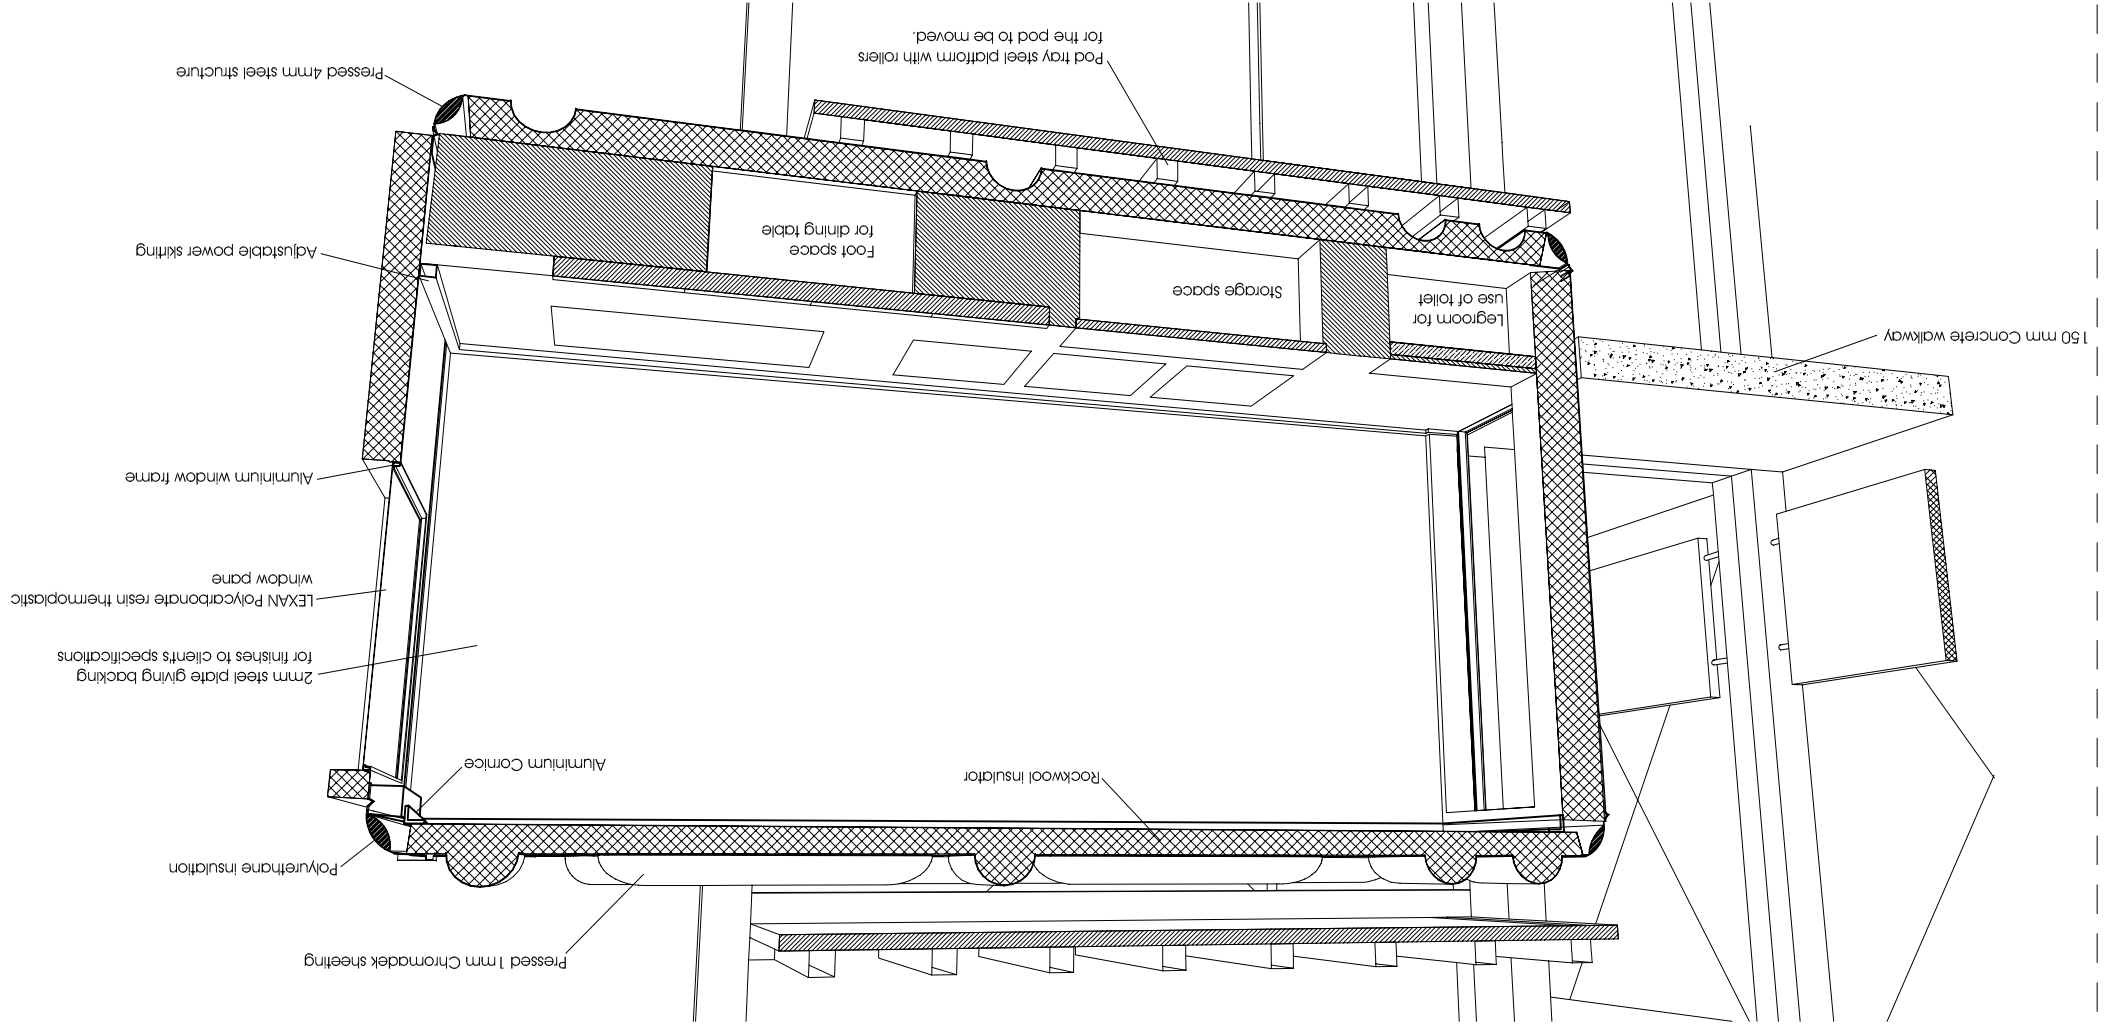 Pressed 1mm Chromadek sheeting
Polyurethane insulation
Rockwool insulator
Aluminium Cornice
2mm steel plate giving backing
for finishes to client's specifications
LEXAN Polycarbonate resin thermoplastic
window pane
Aluminium window frame
150 mm Concrete walkway
Legroom for
use of toilet
Storage space
Foot space
for dining table
Adjustable power skirting
Pressed 4mm steel structure
Pod tray steel platform with rollers
for the pod to be moved.